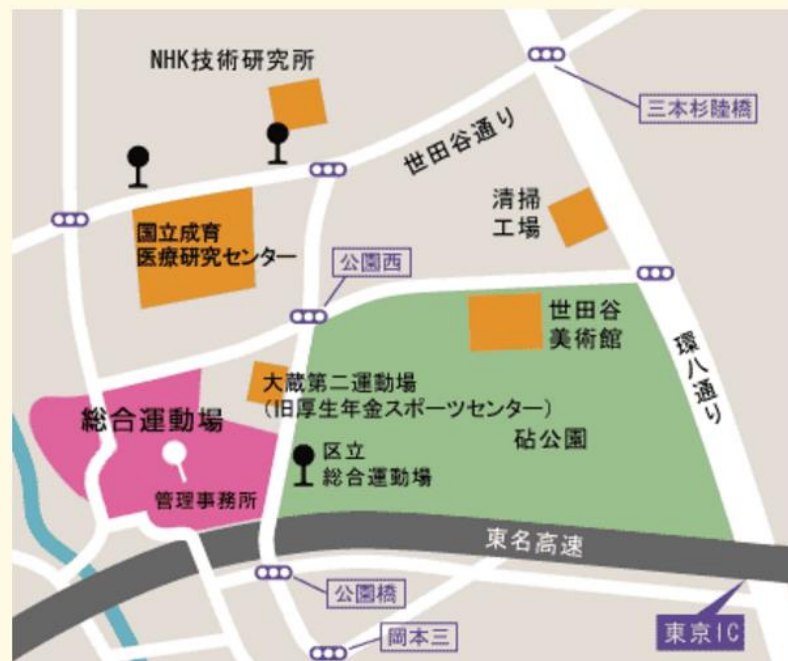 NHK技術研究所
三本杉陸橋
世田谷通り
清掃
工場
国立成育
医療研究センター
公園西
世田谷
美術館
環八通り
大蔵第二運動場
(旧厚生年金スポーツセンター)
総合運動場
砧公園
区立
総合運動場
管理事務所
東名高速
公園橋
岡本三
東京IC